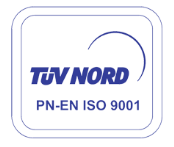 TÜV NORD
PN-EN ISO 9001